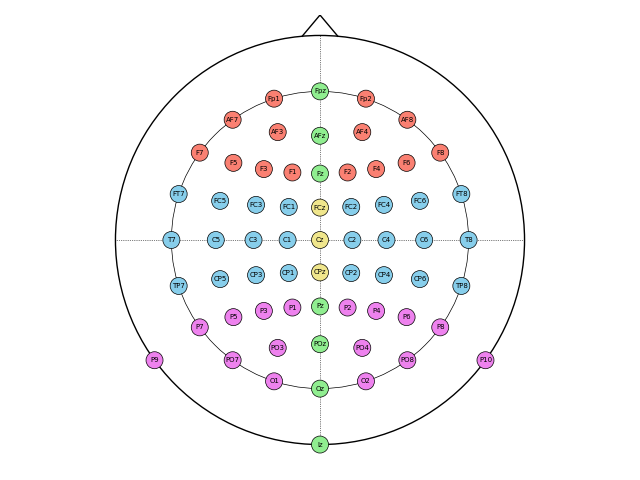 Fpz
Fp1 Fp2
AF7 AF8
AF3 AFz AF4
F7 F8
F5 F3 F1 Fz F2 F4 F6
FT7 FT8
FC5 FC3 FC1 FCz FC2 FC4 FC6
T7 C5 C3 C1 Cz C2 C4 C6 T8
CP5 CP3 CP1 CPz CP2 CP4 CP6
TP7 TP8
P5 P3 P1 Pz P2 P4 P6
P7 P8
PO3 POz PO4
P9 PO7 PO8 P10
O1 Oz O2
Iz